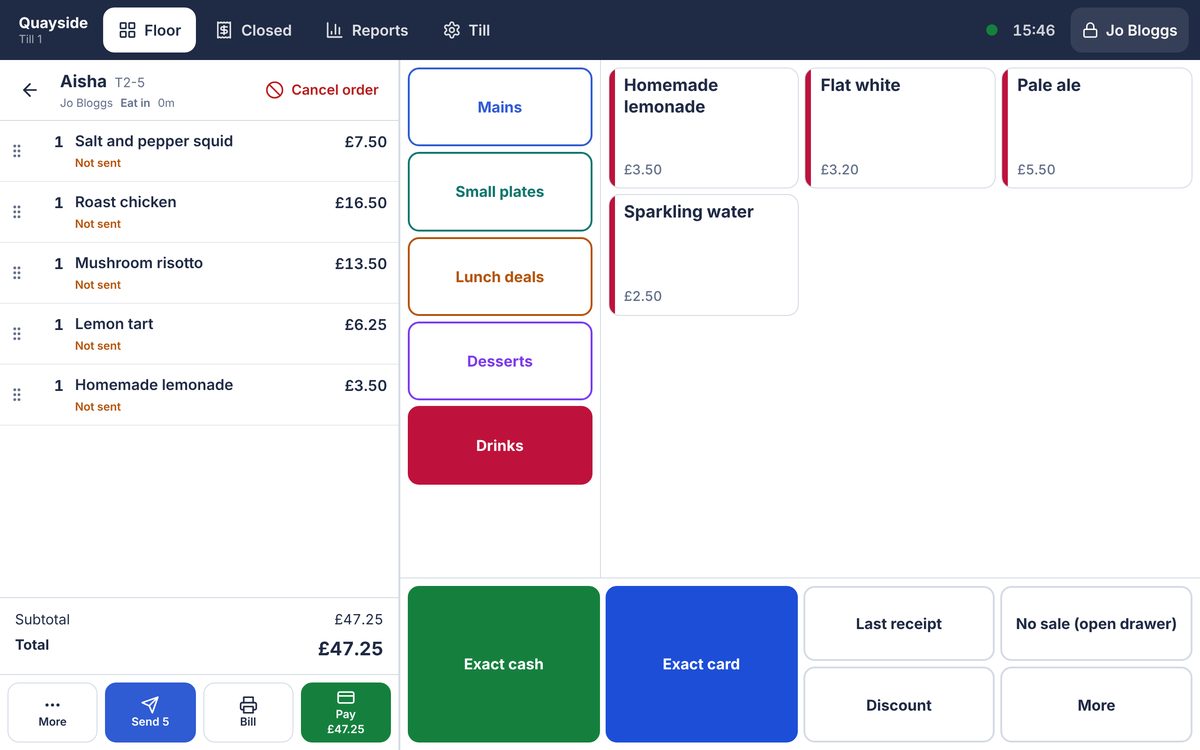 Quayside
Till 1
Floor
Closed
Reports
Till
15:46
Jo Bloggs
Aisha T2-5
Jo Bloggs Eat in 0m
Cancel order
1 Salt and pepper squid £7.50
Not sent
1 Roast chicken £16.50
Not sent
1 Mushroom risotto £13.50
Not sent
1 Lemon tart £6.25
Not sent
1 Homemade lemonade £3.50
Not sent
Subtotal £47.25
Total £47.25
More
Send 5
Bill
Pay
£47.25
Mains
Small plates
Lunch deals
Desserts
Drinks
Homemade
lemonade
£3.50
Flat white
£3.20
Pale ale
£5.50
Sparkling water
£2.50
Exact cash
Exact card
Last receipt
No sale (open drawer)
Discount
More